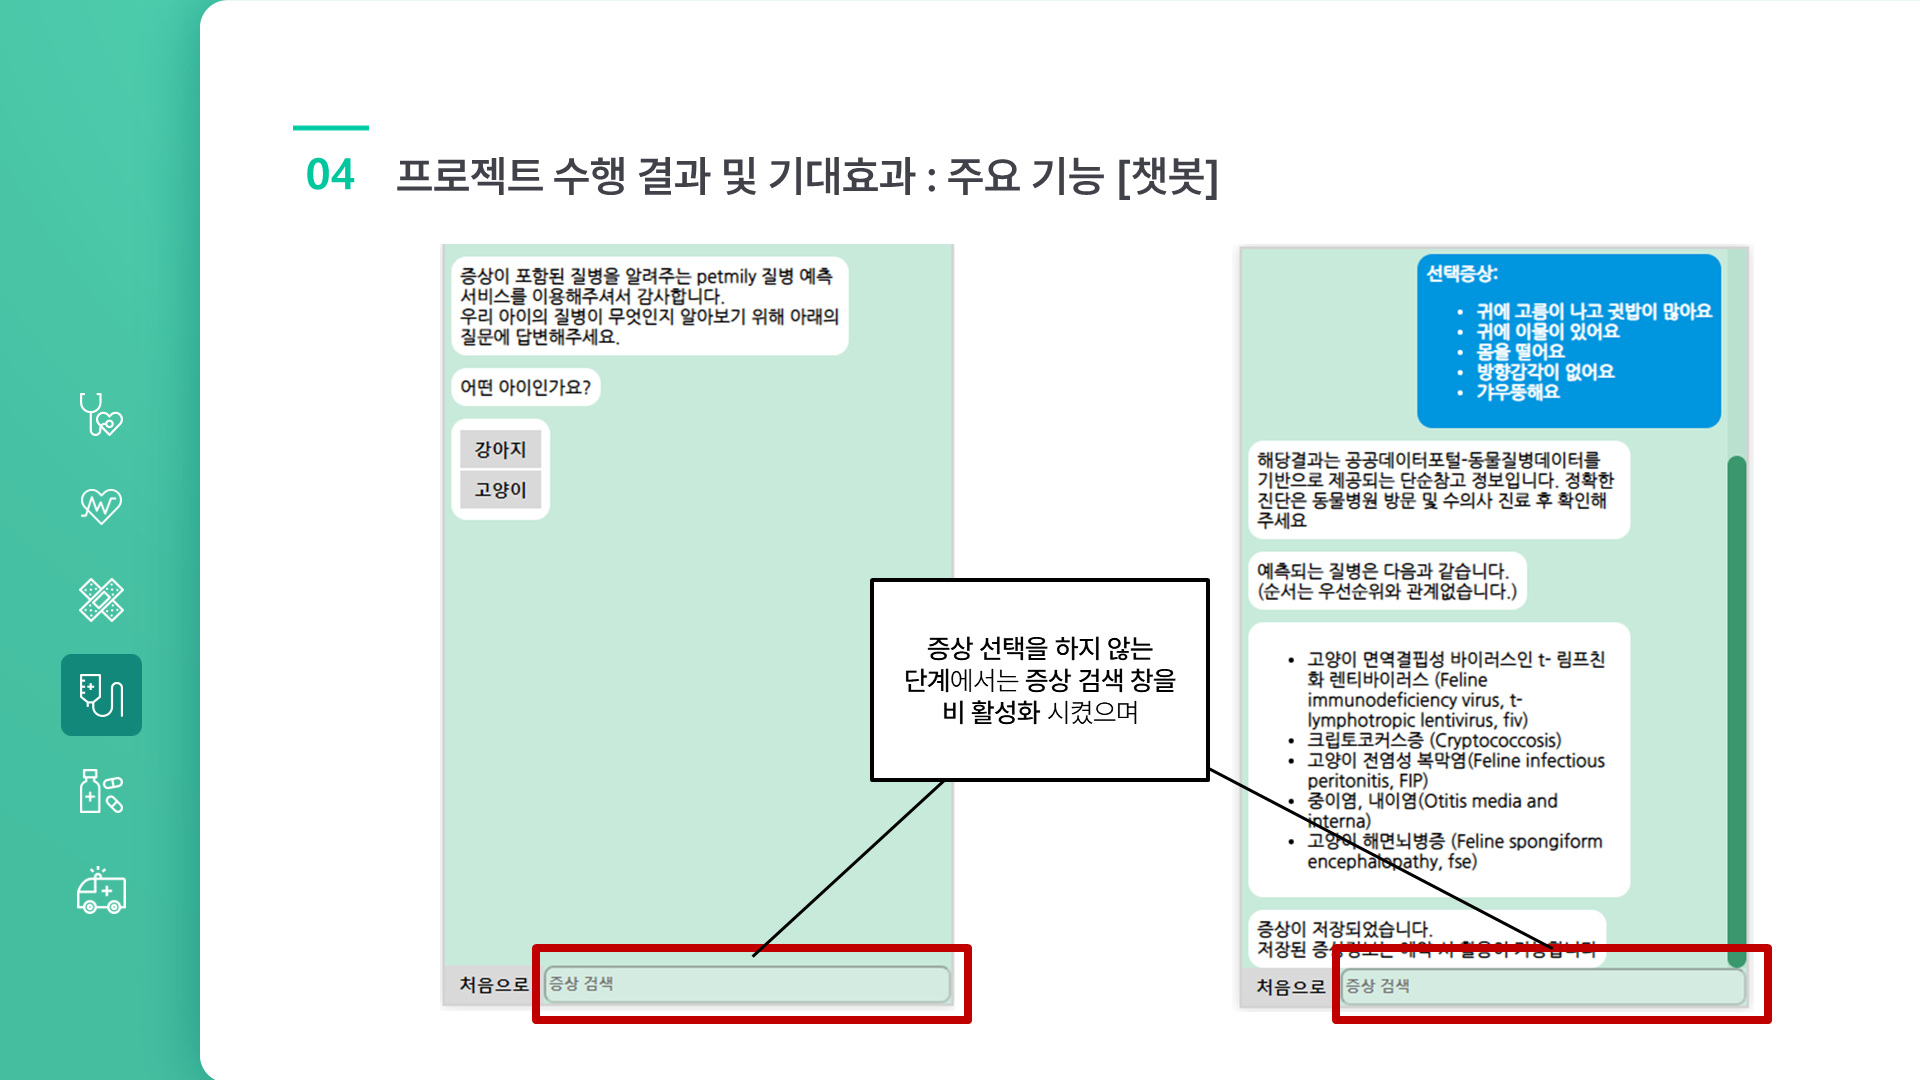 04 프로젝트 수행 결과 및 기대효과 : 주요 기능 [챗봇]
증상이 포함된 질병을 알려주는 petmily 질병 예측
서비스를 이용해주셔서 감사합니다.
우리 아이의 질병이 무엇인지 알아보기 위해 아래의
질문에 답변해주세요.
어떤 아이인가요?
강아지
고양이
처음으로
증상 검색
증상 선택을 하지 않는
단계에서는 증상 검색 창을
비 활성화 시켰으며
선택증상:
• 귀에 고름이 나고 귓밥이 많아요
• 귀에 이물이 있어요
• 몸을 떨어요
• 방향감각이 없어요
• 갸우뚱해요
해당결과는 공공데이터포털-동물질병데이터를
기반으로 제공되는 단순참고 정보입니다. 정확한
진단은 동물병원 방문 및 수의사 진료 후 확인해
주세요
예측되는 질병은 다음과 같습니다.
(순서는 우선순위와 관계없습니다.)
• 고양이 면역결핍성 바이러스인 t- 림프친
화 렌티바이러스 (Feline
immunodeficiency virus, t-
lymphotropic lentivirus, fiv)
• 크립토코커스증 (Cryptococcosis)
• 고양이 전염성 복막염(Feline infectious
peritonitis, FIP)
• 중이염, 내이염(Otitis media and
interna)
• 고양이 해면뇌병증 (Feline spongiform
encephalopathy, fse)
증상이 저장되었습니다.
저장된 증상정보는 예약 시 활용이 가능합니다
처음으로
증상 검색